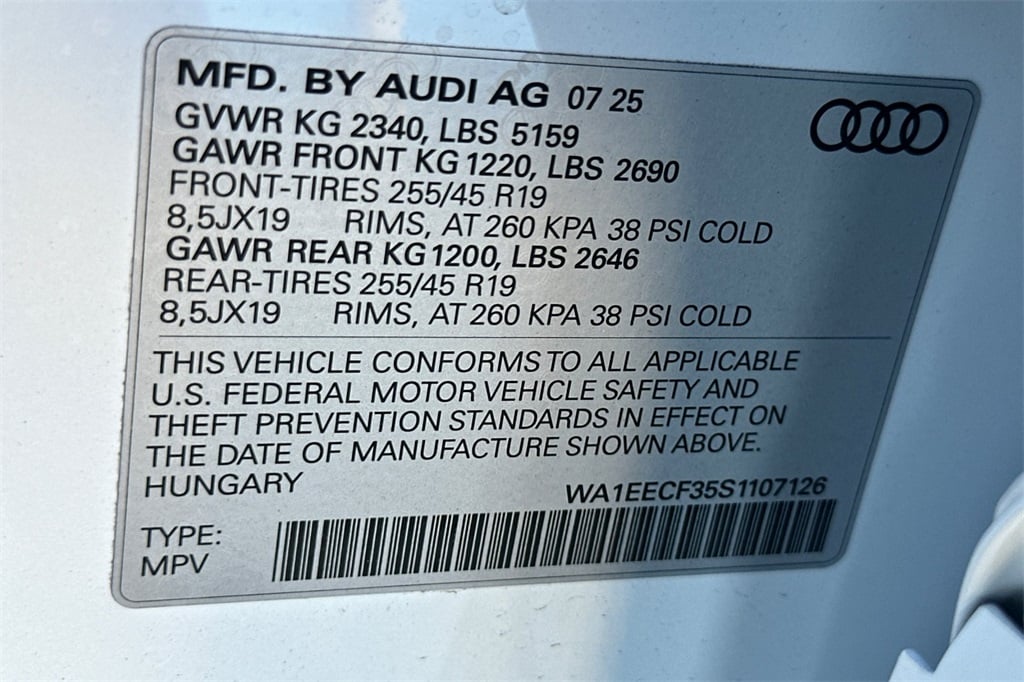 MFD. BY AUDI AG 07 25
GVWR KG 2340, LBS 5159
GAWR FRONT KG 1220, LBS 2690
FRONT-TIRES 255/45 R19
8,5JX19 RIMS, AT 260 KPA 38 PSI COLD
GAWR REAR KG 1200, LBS 2646
REAR-TIRES 255/45 R19
8,5JX19 RIMS, AT 260 KPA 38 PSI COLD
THIS VEHICLE CONFORMS TO ALL APPLICABLE
U.S. FEDERAL MOTOR VEHICLE SAFETY AND
THEFT PREVENTION STANDARDS IN EFFECT ON
THE DATE OF MANUFACTURE SHOWN ABOVE.
HUNGARY WA1EECF35S1107126
TYPE:
MPV